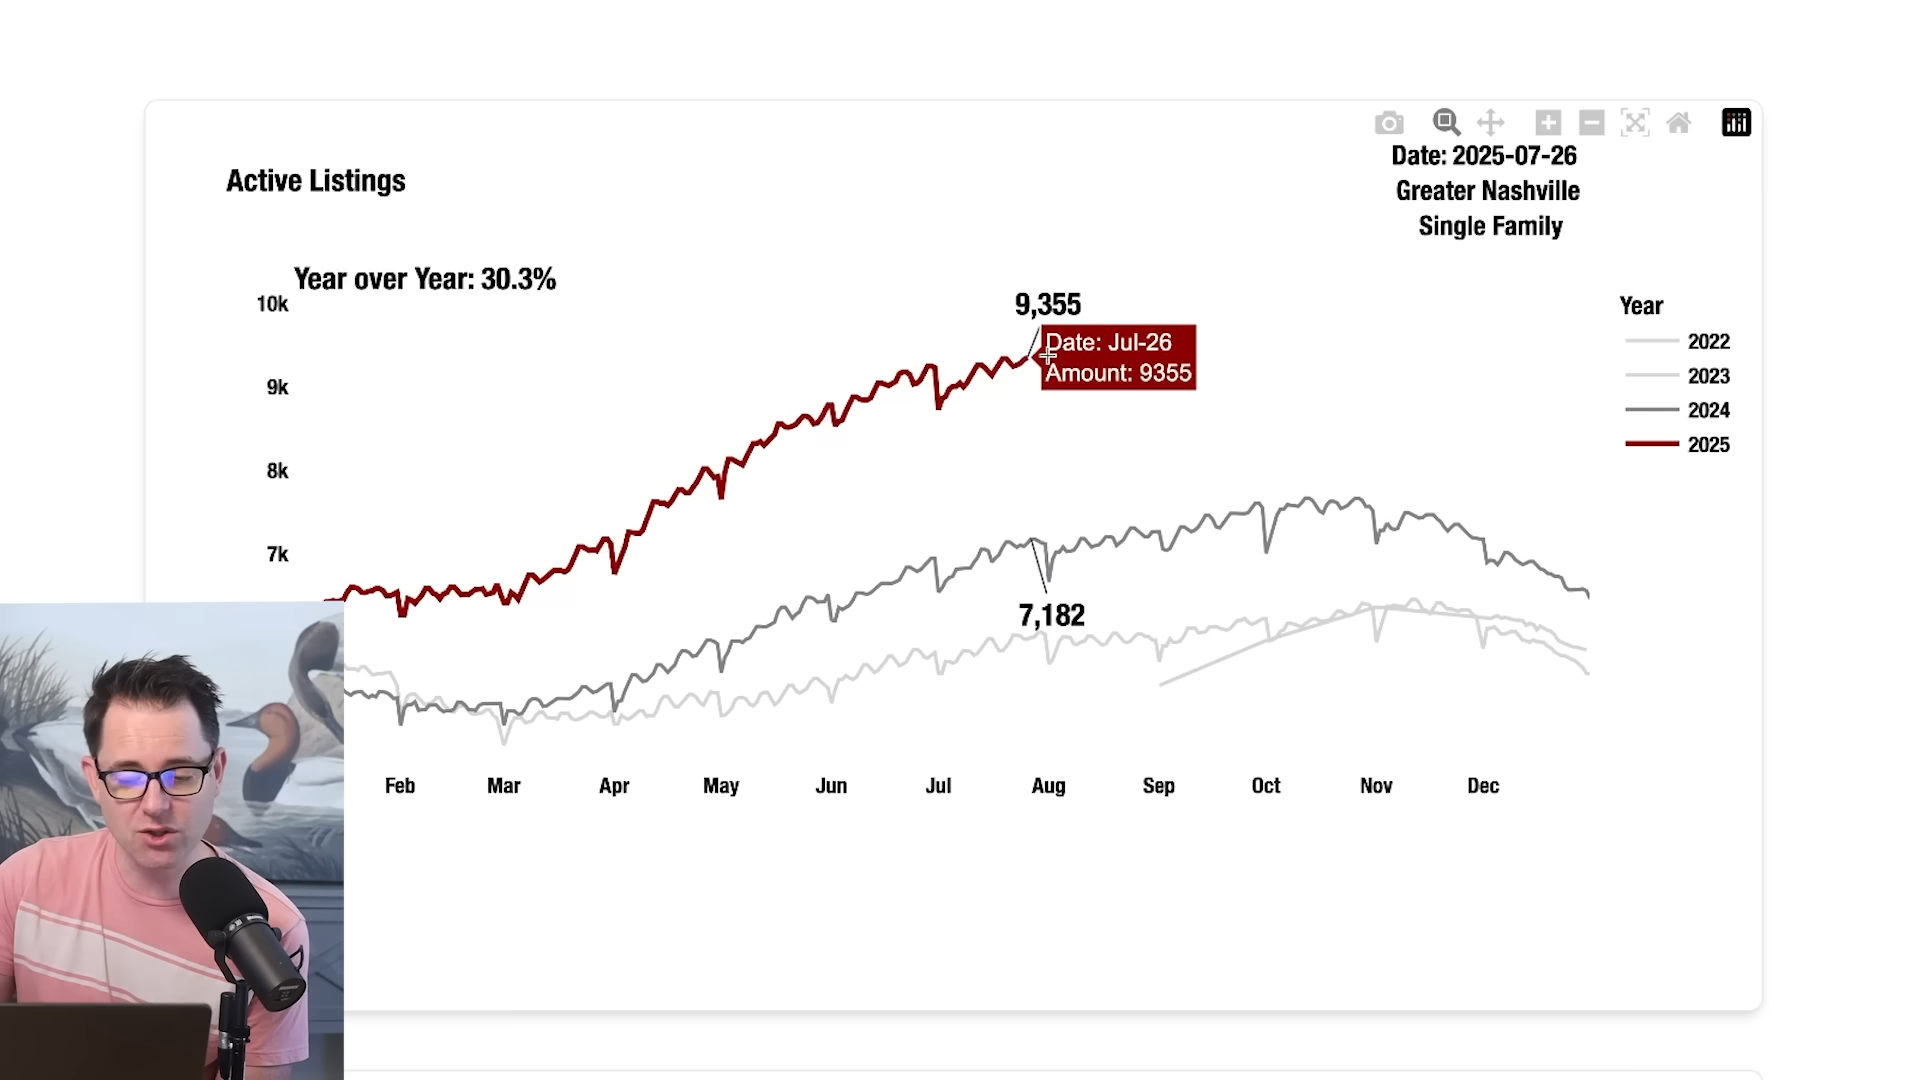 Date: 2025-07-26
Active Listings
Greater Nashville
Single Family
Year over Year: 30.3%
10k
9k
8k
7k
9,355
Date: Jul-26
Amount: 9355
7,182
Year
2022
2023
2024
2025
Feb Mar Apr May Jun Jul Aug Sep Oct Nov Dec